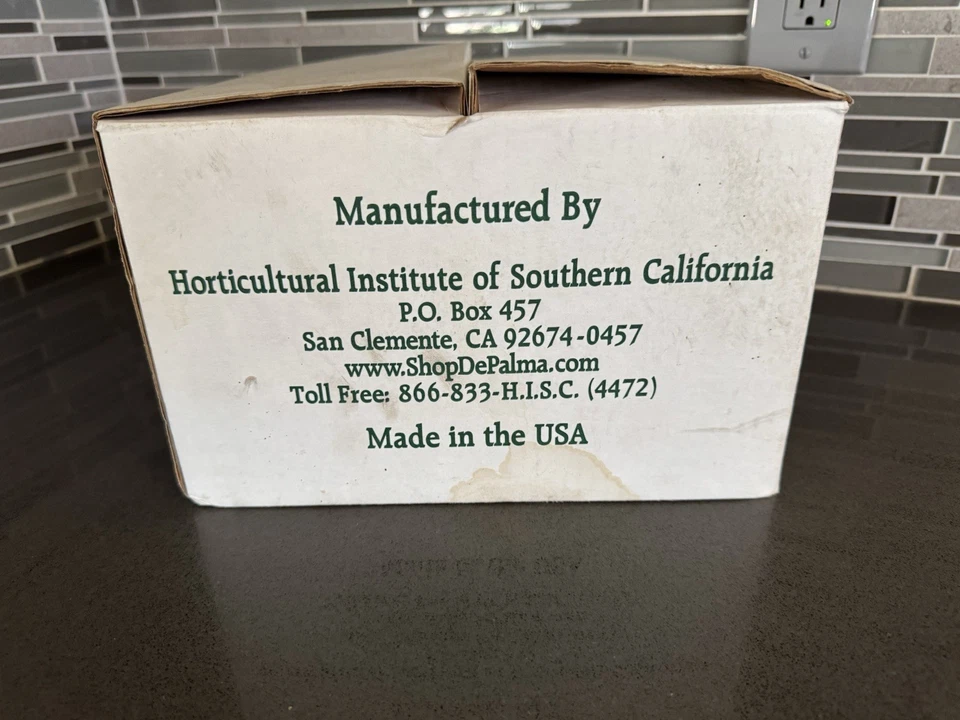 Manufactured By
Horticultural Institute of Southern California
P.O. Box 457
San Clemente, CA 92674-0457
www.ShopDePalma.com
Toll Free: 866-833-H.I.S.C. (4472)
Made in the USA